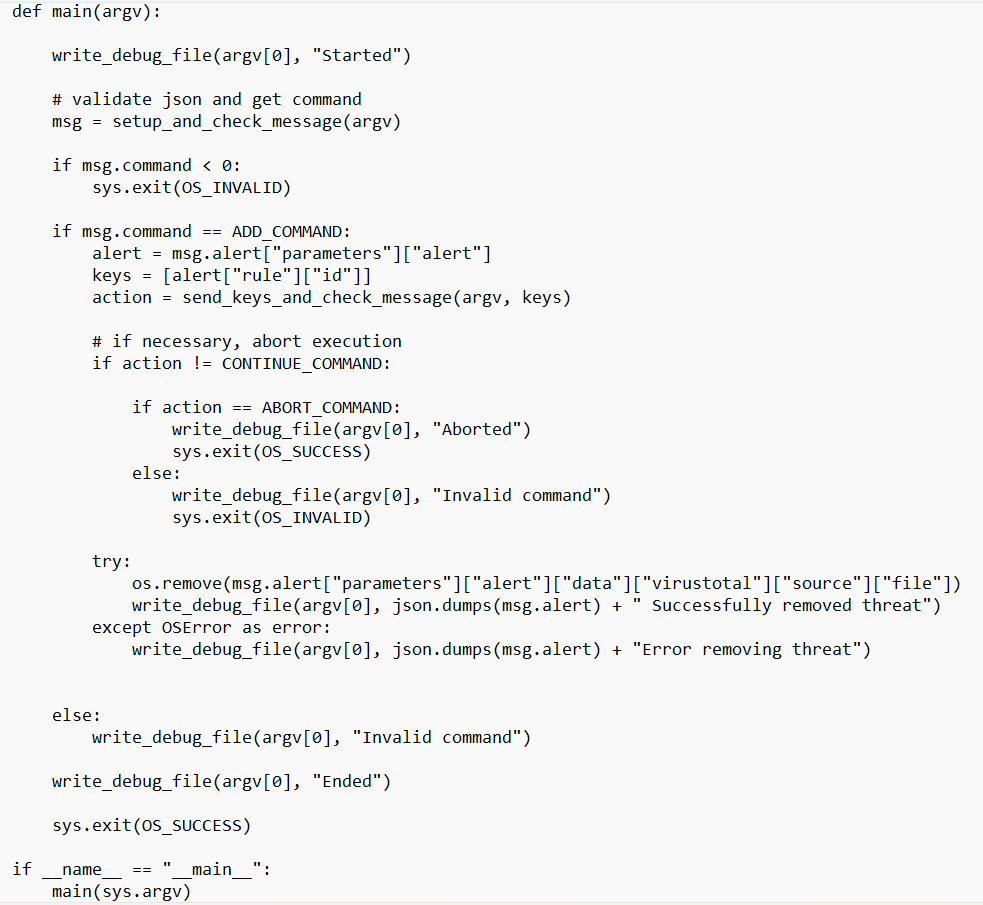 def main(argv):

    write_debug_file(argv[0], "Started")

    # validate json and get command
    msg = setup_and_check_message(argv)

    if msg.command < 0:
        sys.exit(OS_INVALID)

    if msg.command == ADD_COMMAND:
        alert = msg.alert["parameters"]["alert"]
        keys = [alert["rule"]["id"]]
        action = send_keys_and_check_message(argv, keys)

        # if necessary, abort execution
        if action != CONTINUE_COMMAND:

            if action == ABORT_COMMAND:
                write_debug_file(argv[0], "Aborted")
                sys.exit(OS_SUCCESS)
            else:
                write_debug_file(argv[0], "Invalid command")
                sys.exit(OS_INVALID)

        try:
            os.remove(msg.alert["parameters"]["alert"]["data"]["virustotal"]["source"]["file"])
            write_debug_file(argv[0], json.dumps(msg.alert) + " Successfully removed threat")
        except OSError as error:
            write_debug_file(argv[0], json.dumps(msg.alert) + "Error removing threat")


    else:
        write_debug_file(argv[0], "Invalid command")

    write_debug_file(argv[0], "Ended")

    sys.exit(OS_SUCCESS)

if __name__ == "__main__":
    main(sys.argv)